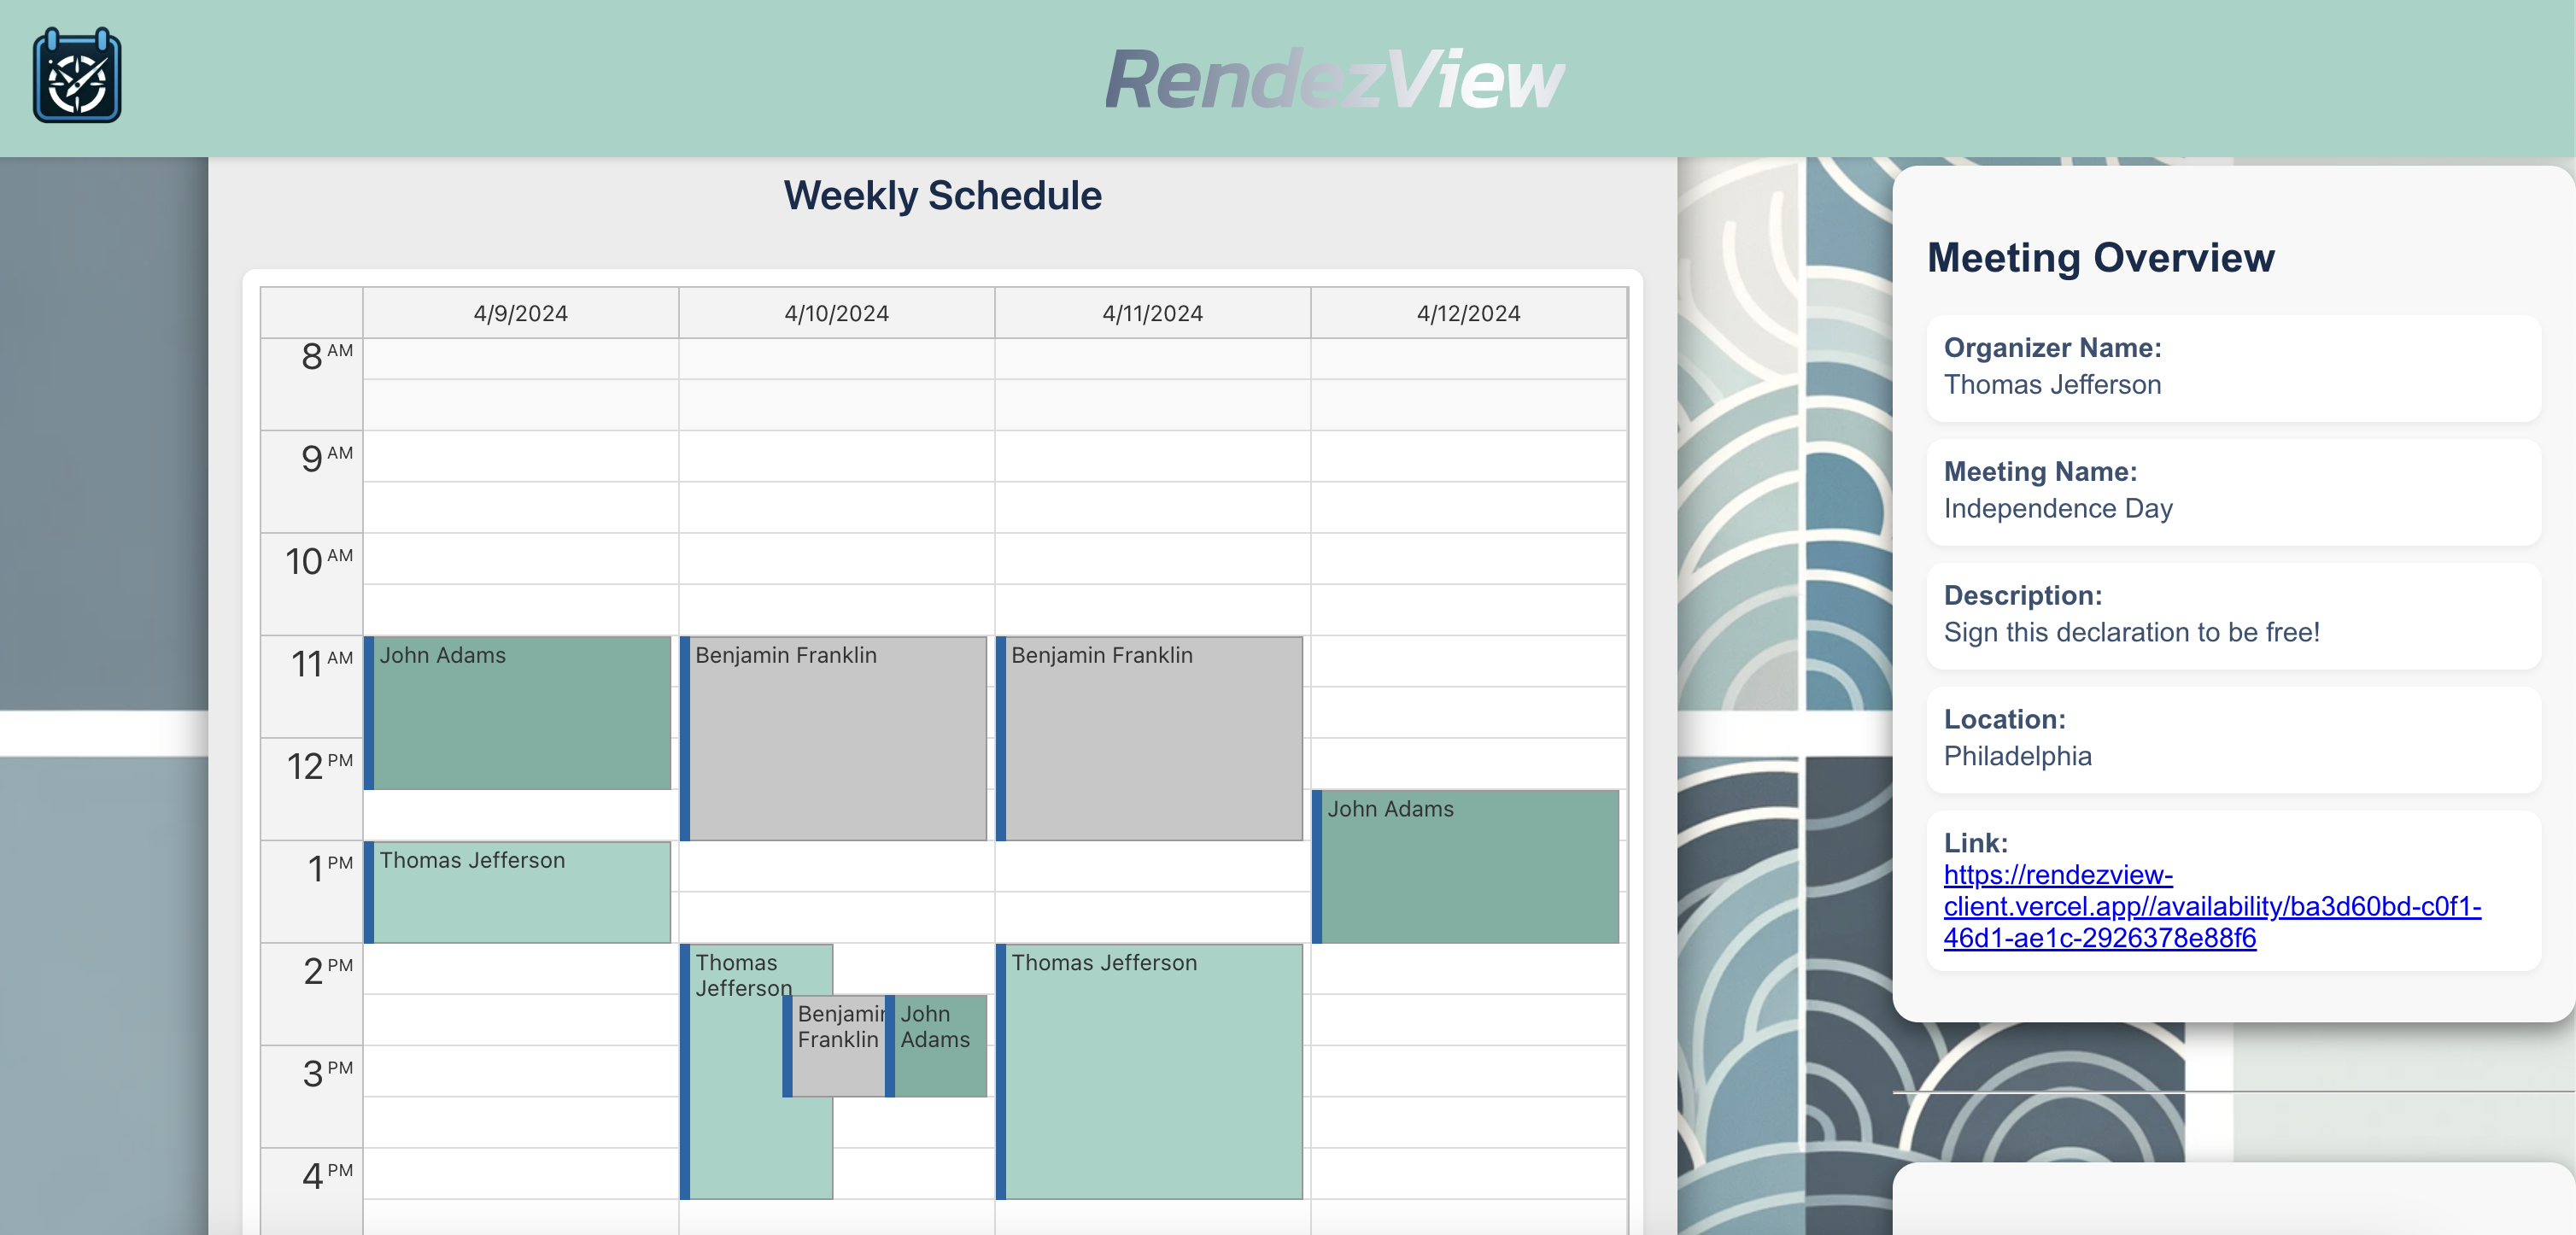 RendezView
Weekly Schedule
4/9/2024 4/10/2024 4/11/2024 4/12/2024
8 AM
9 AM
10 AM
11 AM
12 PM
1 PM
2 PM
3 PM
4 PM
John Adams
Thomas Jefferson
Benjamin Franklin
Thomas
Jefferson
Benjamin
Franklin
John
Adams
Benjamin Franklin
Thomas Jefferson
John Adams
Meeting Overview
Organizer Name:
Thomas Jefferson
Meeting Name:
Independence Day
Description:
Sign this declaration to be free!
Location:
Philadelphia
Link:
https://rendezview-
client.vercel.app//availability/ba3d60bd-c0f1-
46d1-ae1c-2926378e88f6